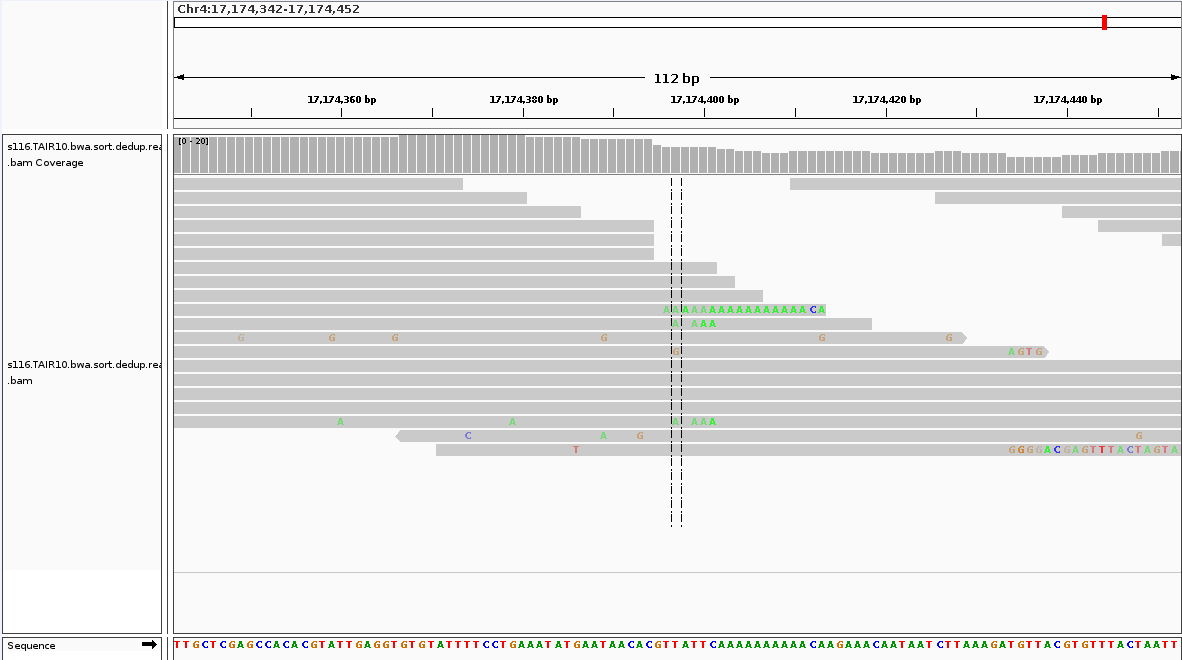 Chr4:17,174,342-17,174,452
112 bp
17,174,360 bp 17,174,380 bp 17,174,400 bp 17,174,420 bp 17,174,440 bp
s116.TAIR10.bwa.sort.dedup.rea
.bam Coverage
[0 - 20]
AAAAAAAAAAAAAAAACA
A AAA
G G G G G G
G AGTG
s116.TAIR10.bwa.sort.dedup.rea
.bam
A A A AAA
C A G G
T GGGGACGAGTTTACTAGTA
Sequence
TTGCTCGAGCCACACGTATTGAGGTGTGTATTTTCCTGAAATATGAATAACACGTTATTCAAAAAAAAAACAAGAAACAATAATCTTAAAGATGTTACGTGTTTACTAATT